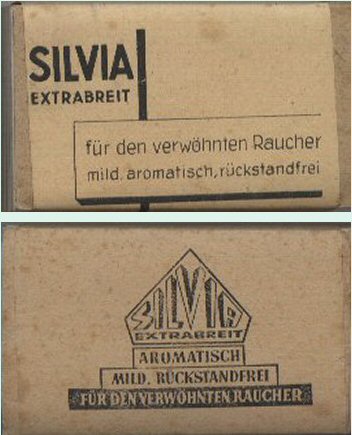 SILVIA
EXTRABREIT
für den verwöhnten Raucher
mild, aromatisch, rückstandfrei
SILVIA
EXTRABREIT
AROMATISCH
MILD, RÜCKSTANDFREI
FÜR DEN VERWÖHNTEN RAUCHER